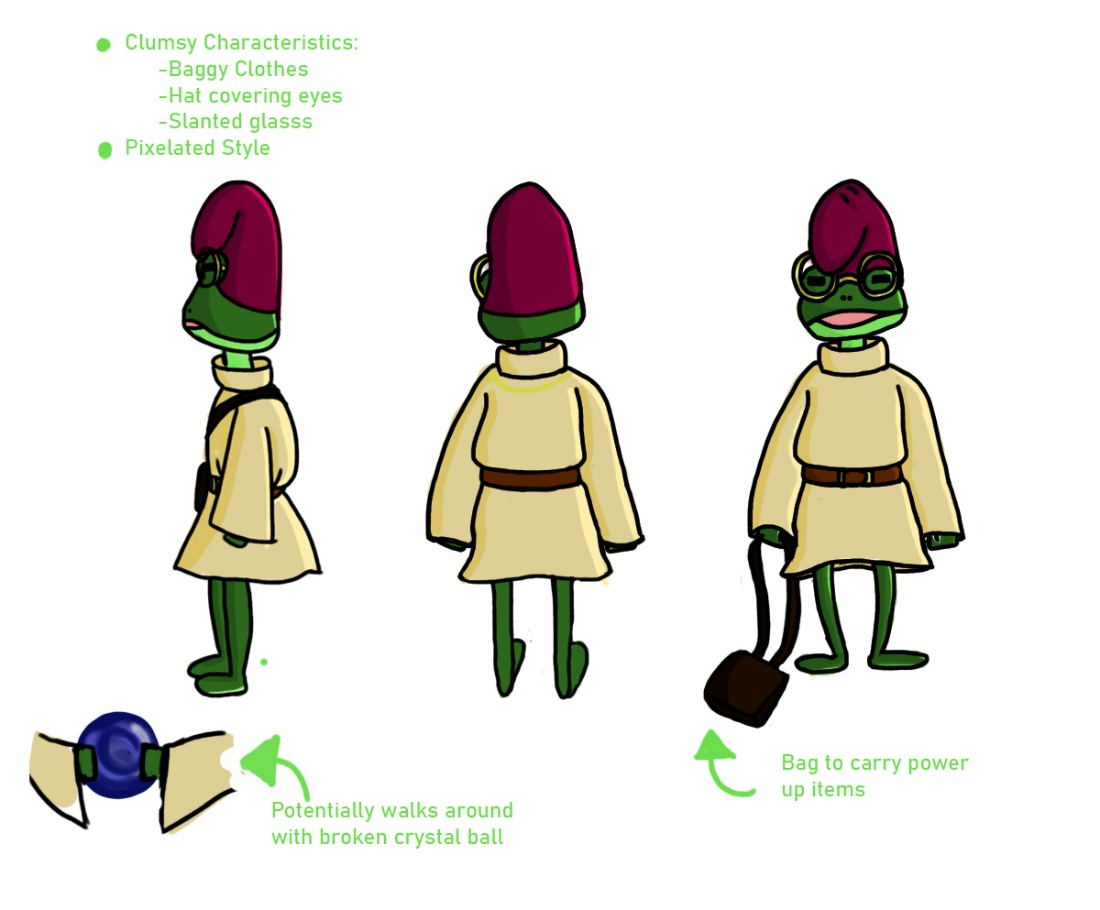 Clumsy Characteristics:
-Baggy Clothes
-Hat covering eyes
-Slanted glasss
Pixelated Style
Bag to carry power
up items
Potentially walks around
with broken crystal ball